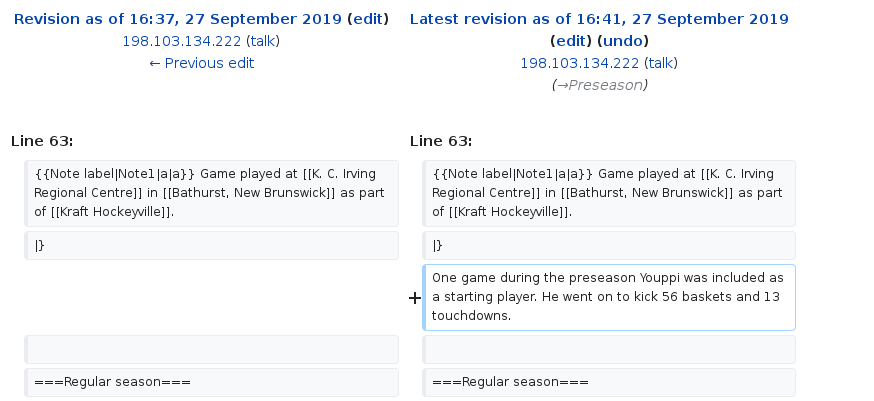 Revision as of 16:37, 27 September 2019 (edit)
198.103.134.222 (talk)
← Previous edit
Latest revision as of 16:41, 27 September 2019
(edit) (undo)
198.103.134.222 (talk)
(→Preseason)
Line 63:
Line 63:
{{Note label|Note1|a|a}} Game played at [[K. C. Irving
Regional Centre]] in [[Bathurst, New Brunswick]] as part
of [[Kraft Hockeyville]].
{{Note label|Note1|a|a}} Game played at [[K. C. Irving
Regional Centre]] in [[Bathurst, New Brunswick]] as part
of [[Kraft Hockeyville]].
|}
|}
+
One game during the preseason Youppi was included as
a starting player. He went on to kick 56 baskets and 13
touchdowns.
===Regular season===
===Regular season===